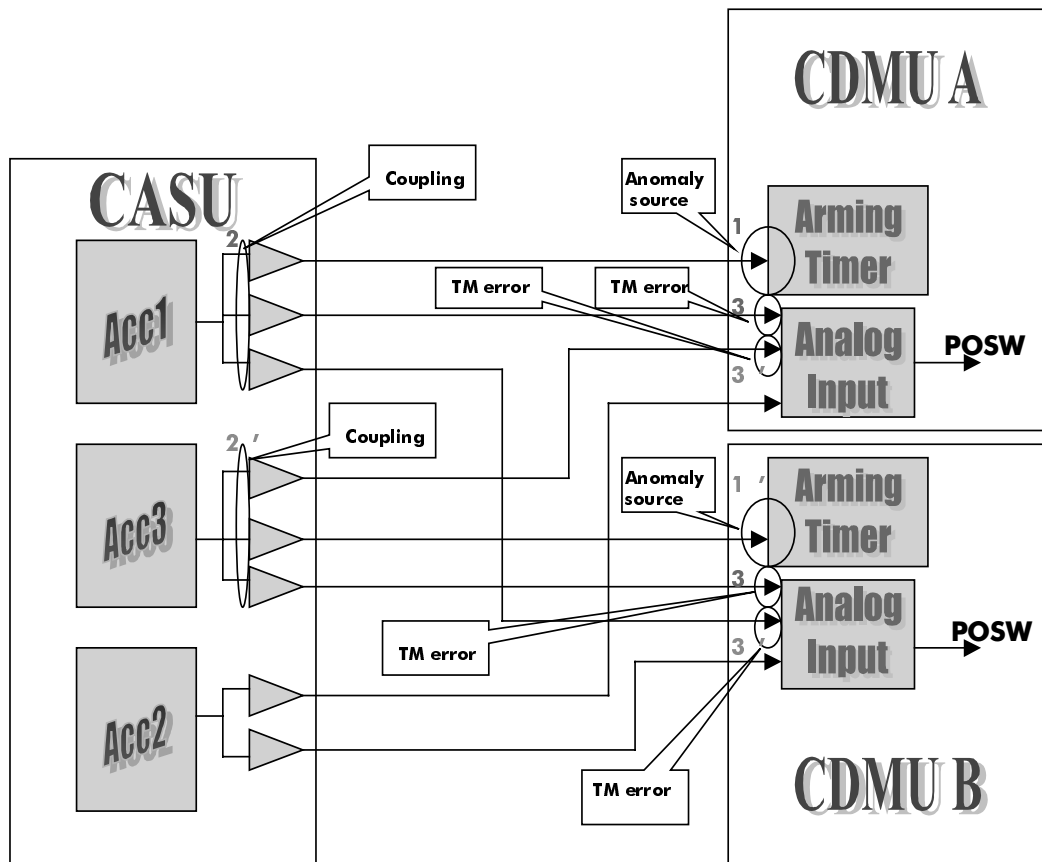 CDMU A
CASU
Coupling
Anomaly
source
1
Arming
Timer
2
TM error
TM error
3
Acc1
Analog
Input
POSW
3 ’
Coupling
2 ’
Acc3
Anomaly
source
1 ’
Arming
Timer
3
Analog
Input
POSW
TM error
3 ’
Acc2
TM error
CDMU B